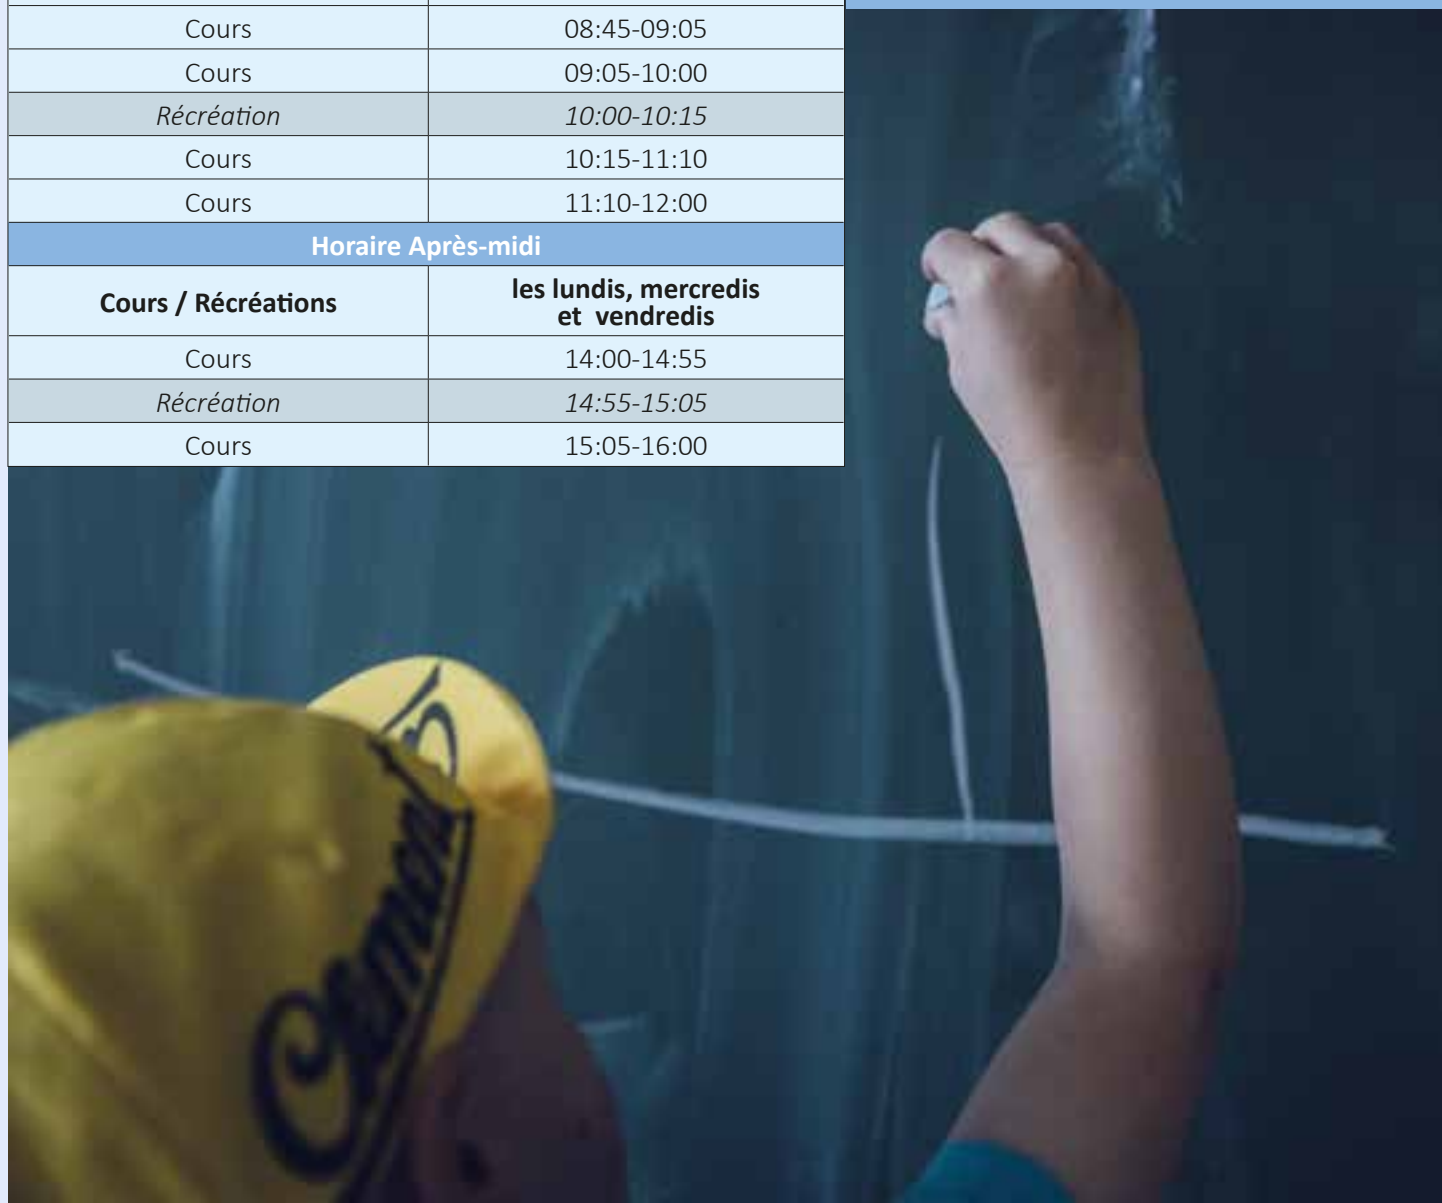 Cours 08:45-09:05
Cours 09:05-10:00
Récréation 10:00-10:15
Cours 10:15-11:10
Cours 11:10-12:00
Horaire Après-midi
Cours / Récréations les lundis, mercredis
et vendredis
Cours 14:00-14:55
Récréation 14:55-15:05
Cours 15:05-16:00